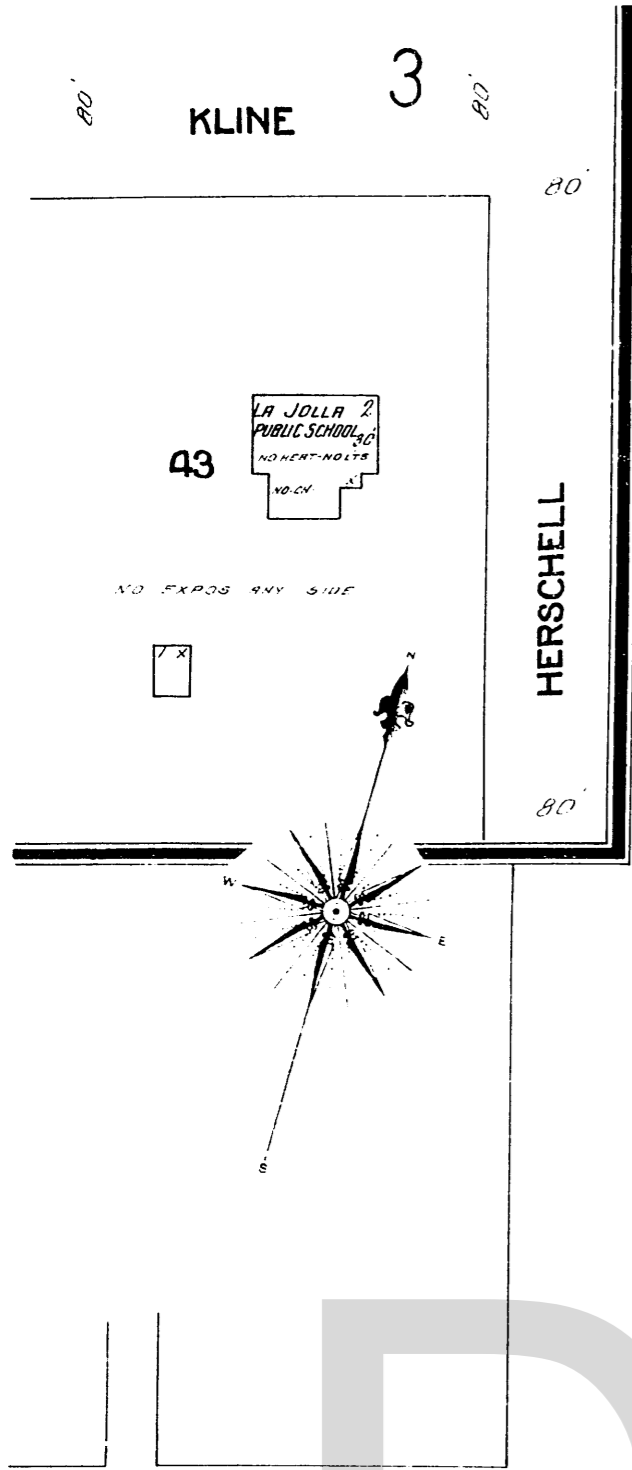 3
80'
KLINE
80'
80'
LA JOLLA 2
PUBLIC SCHOOL
NO HEAT-NO LTS
NO-CH-
43
HERSCHELL
NO EXPOS ANY SIDE
1 X
N
80'
W
E
S